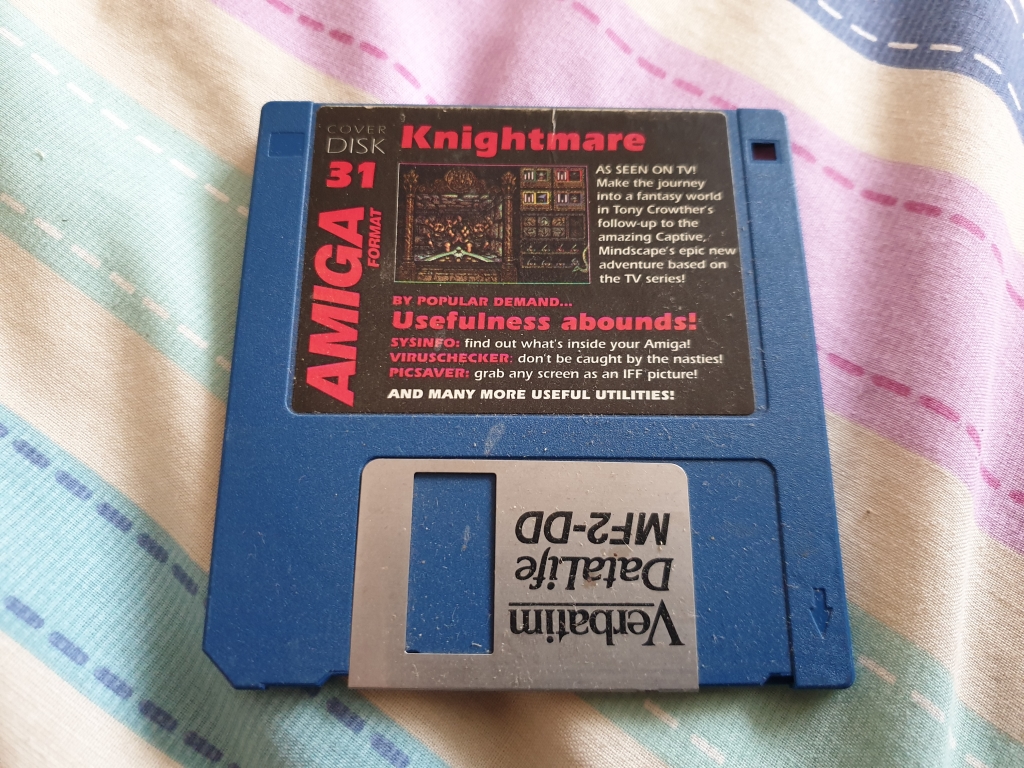 COVER
DISK
31
AMIGA
FORMAT
Knightmare
AS SEEN ON TV!
Make the journey
into a fantasy world
in Tony Crowther's
follow-up to the
amazing Captive,
Mindscape's epic new
adventure based on
the TV series!
BY POPULAR DEMAND...
Usefulness abounds!
SYSINFO: find out what's inside your Amiga!
VIRUSCHECKER: don't be caught by the nasties!
PICSAVER: grab any screen as an IFF picture!
AND MANY MORE USEFUL UTILITIES!
Verbatim
DataLife
MF2-DD